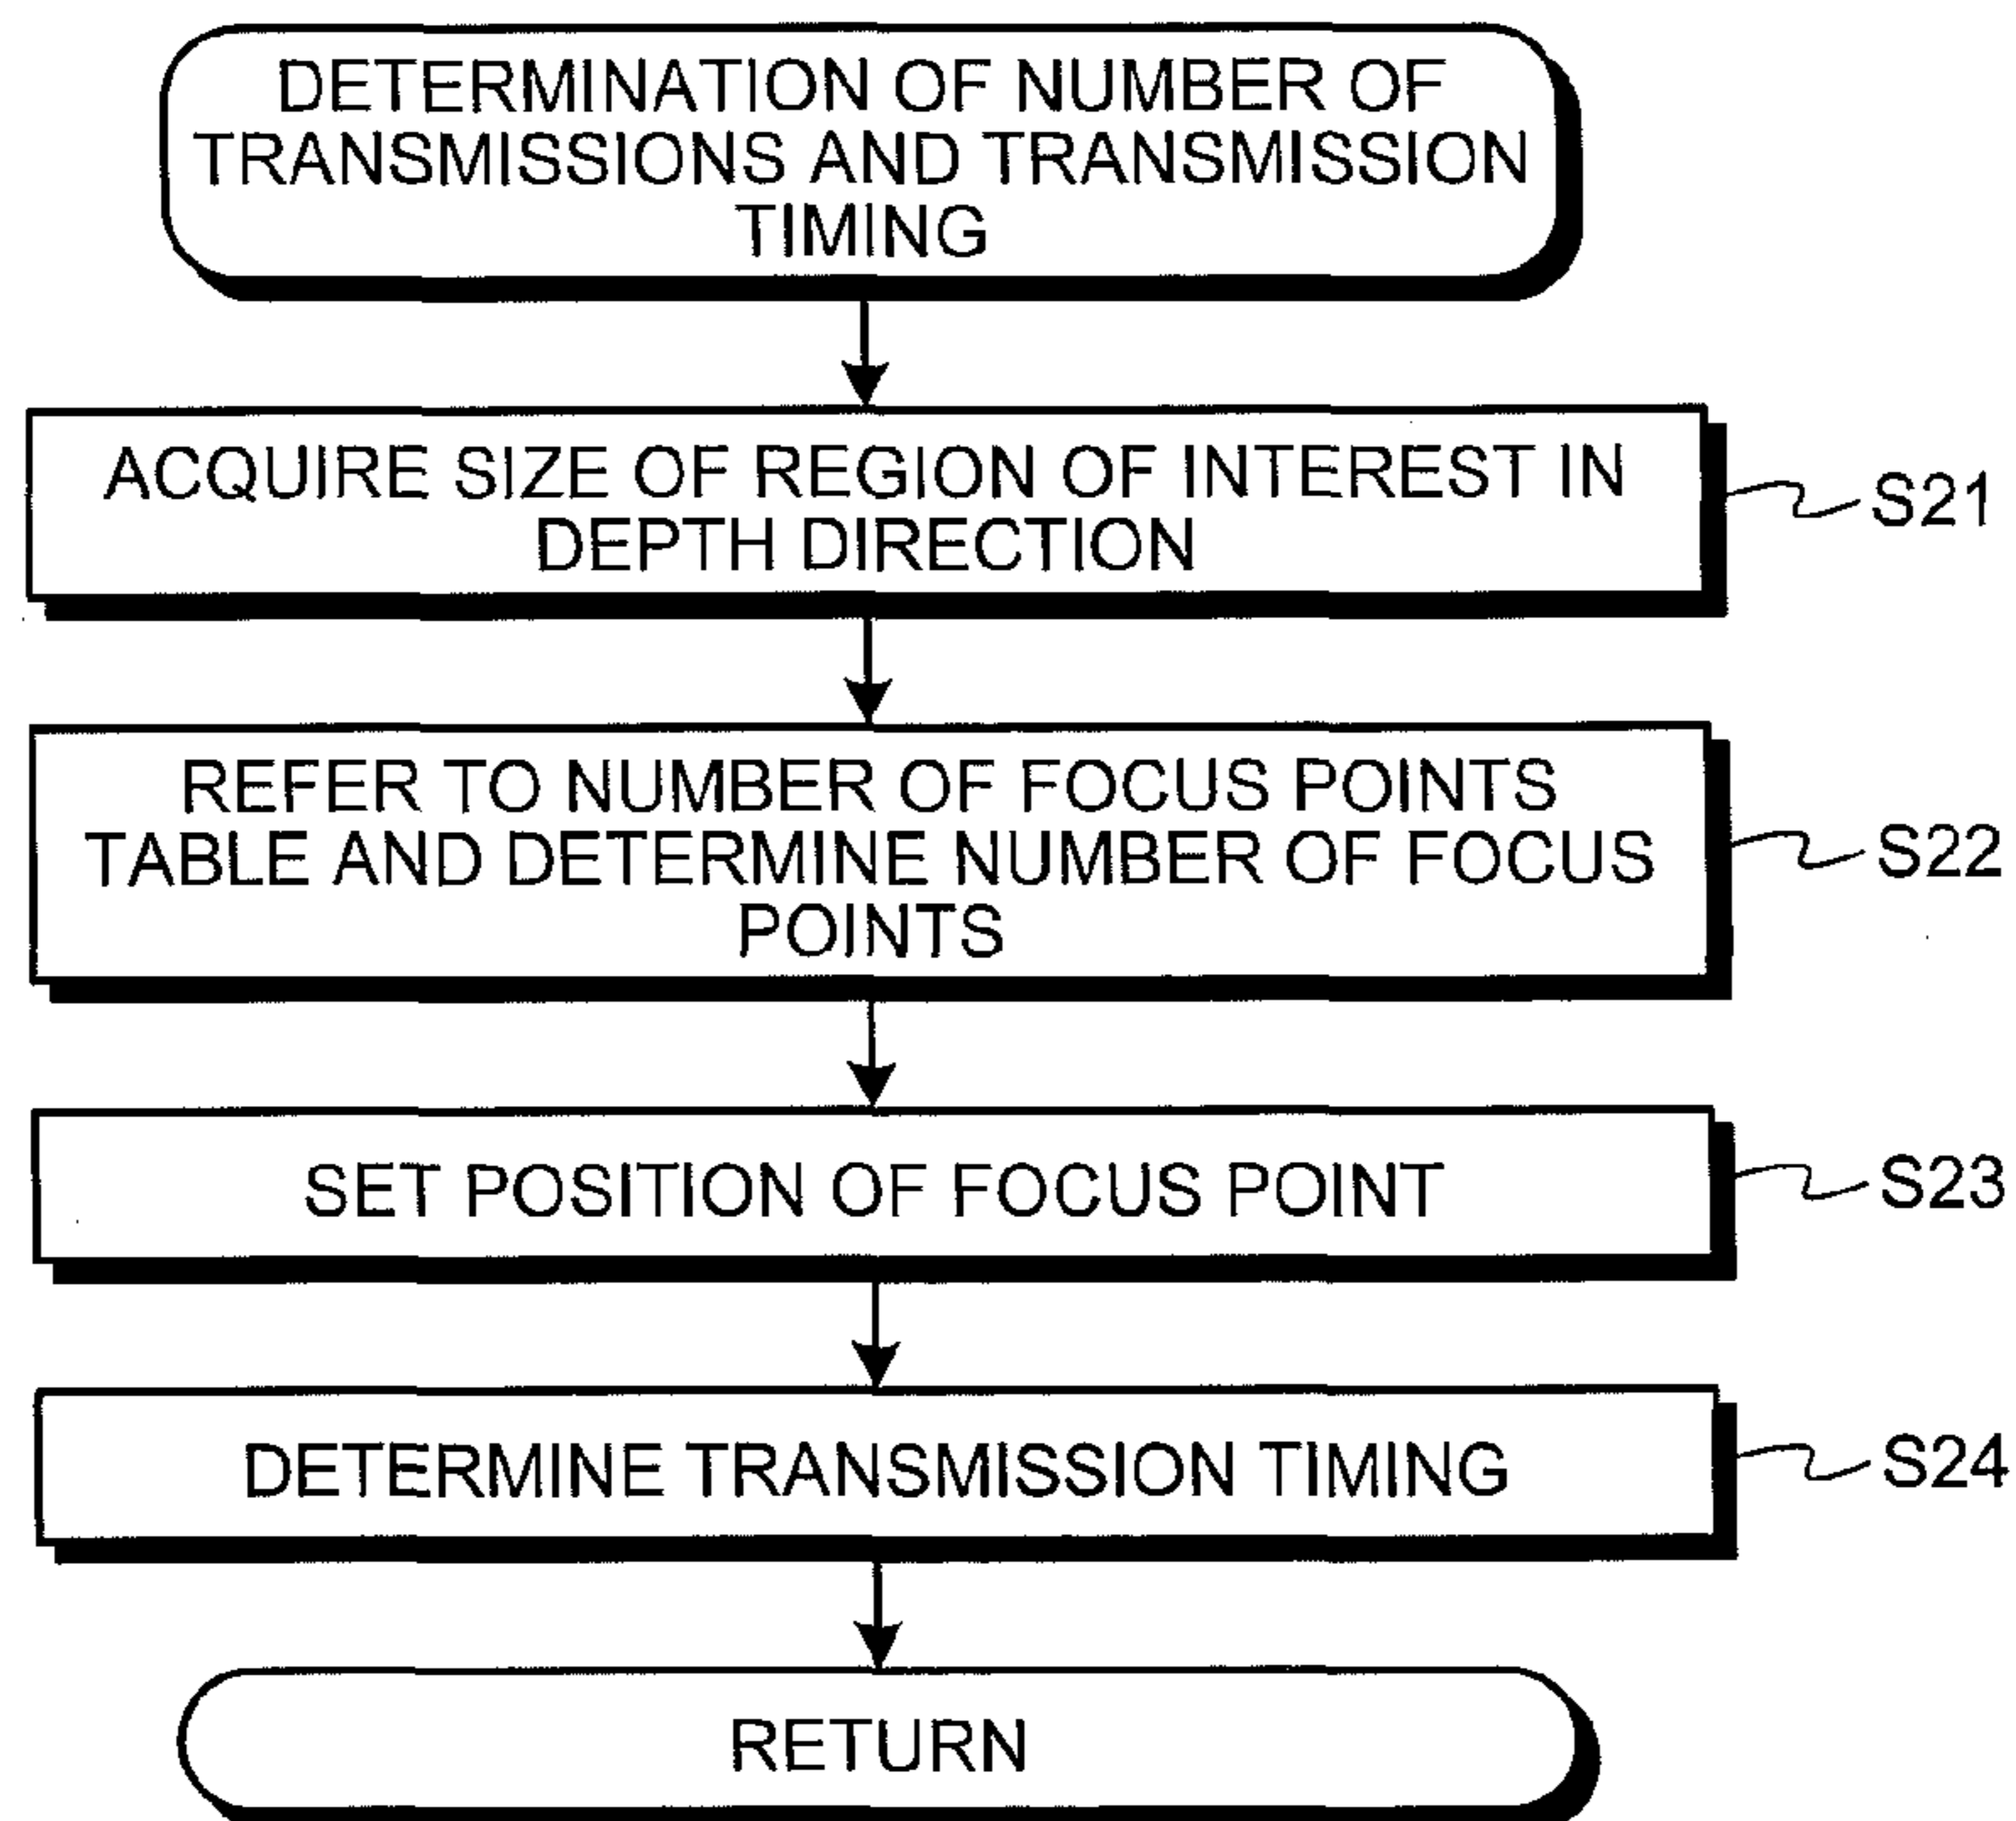 DETERMINATION OF NUMBER OF
TRANSMISSIONS AND TRANSMISSION
TIMING
ACQUIRE SIZE OF REGION OF INTEREST IN
DEPTH DIRECTION
S21
REFER TO NUMBER OF FOCUS POINTS
TABLE AND DETERMINE NUMBER OF FOCUS
POINTS
S22
SET POSITION OF FOCUS POINT
S23
DETERMINE TRANSMISSION TIMING
S24
RETURN